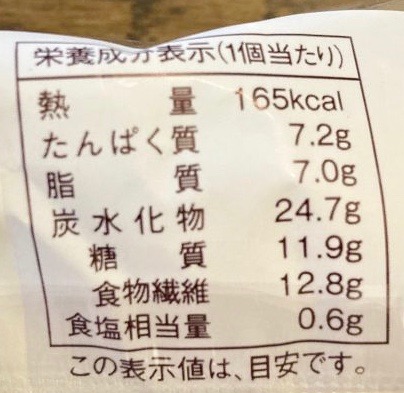 栄養成分表示(1個当たり)
熱量 165kcal
たんぱく質 7.2g
脂質 7.0g
炭水化物 24.7g
糖質 11.9g
食物繊維 12.8g
食塩相当量 0.6g
この表示値は、目安です。